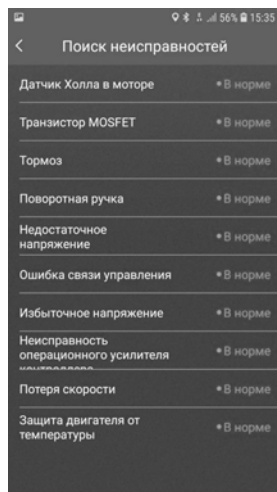 56% 15:35
Поиск неисправностей
Датчик Холла в моторе • В норме
Транзистор MOSFET • В норме
Тормоз • В норме
Поворотная ручка • В норме
Недостаточное
напряжение • В норме
Ошибка связи управления • В норме
Избыточное напряжение • В норме
Неисправность
операционного усилителя • В норме
Потеря скорости • В норме
Защита двигателя от
температуры • В норме